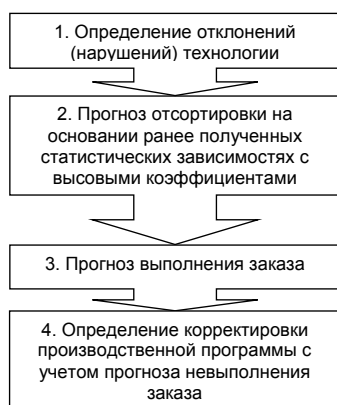 1. Определение отклонений
(нарушений) технологии
2. Прогноз отсортировки на
основании ранее полученных
статистических зависимостях с
высовыми коэффициентами
3. Прогноз выполнения заказа
4. Определение корректировки
производственной программы с
учетом прогноза невыполнения
заказа